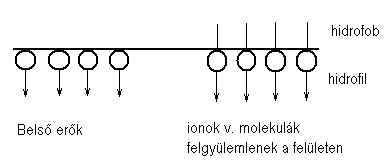 hidrofob
hidrofil
Belső erők
ionok v. molekulák
felgyülemlenek a felületen